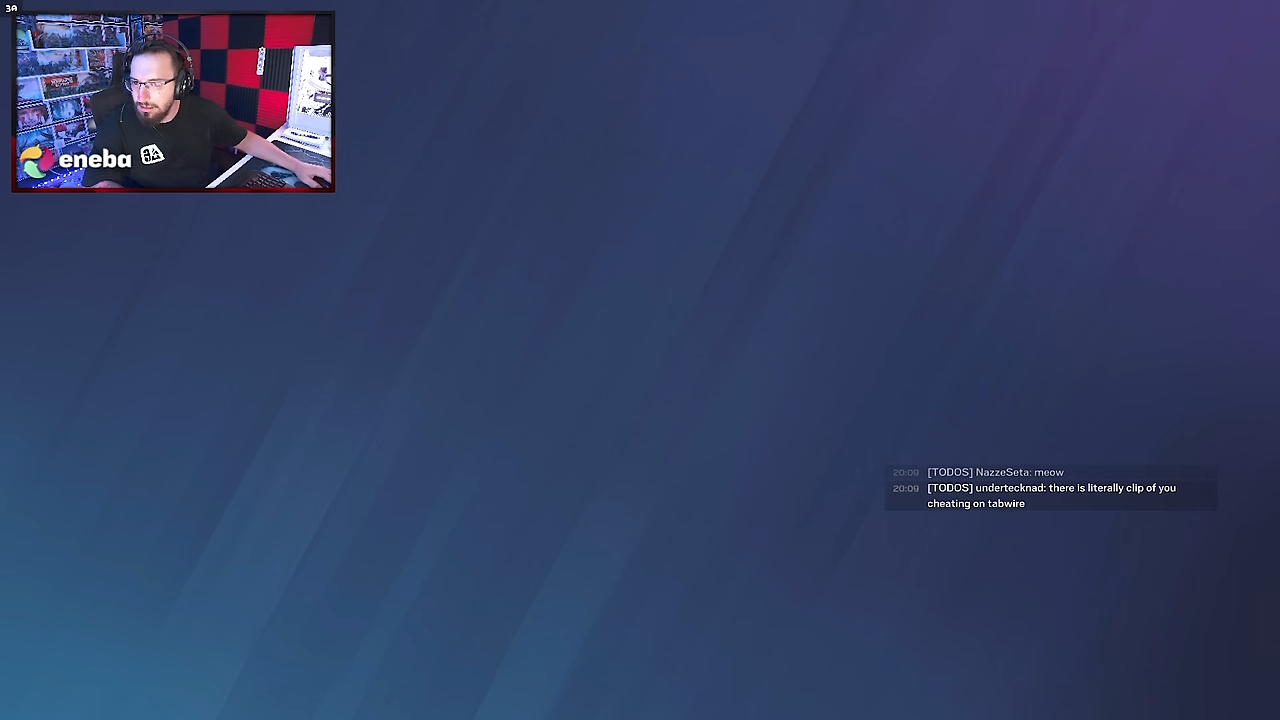 30
eneba
20:09 [TODOS] NazzeSeta: meow
20:09 [TODOS] undertecknad: there is literally clip of you
cheating on tabwire